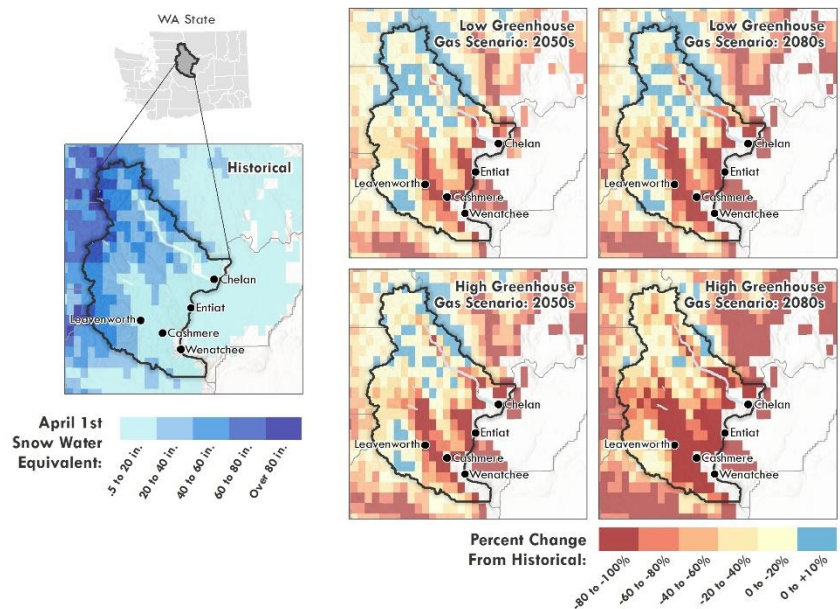 WA State
Historical
Chelan
Entiat
Leavenworth
Cashmere
Wenatchee
April 1st
Snow Water
Equivalent:
.5 to 20 in.
20 to 40 in.
40 to 60 in.
60 to 80 in.
Over 80 in.
Low Greenhouse
Gas Scenario: 2050s
Chelan
Entiat
Leavenworth
Cashmere
Wenatchee
Low Greenhouse
Gas Scenario: 2080s
Chelan
Entiat
Leavenworth
Cashmere
Wenatchee
High Greenhouse
Gas Scenario: 2050s
Chelan
Entiat
Leavenworth
Cashmere
Wenatchee
High Greenhouse
Gas Scenario: 2080s
Chelan
Entiat
Leavenworth
Cashmere
Wenatchee
Percent Change
From Historical:
-80 to -100%
-60 to -80%
-40 to -60%
-20 to -40%
0 to -20%
0 to +10%